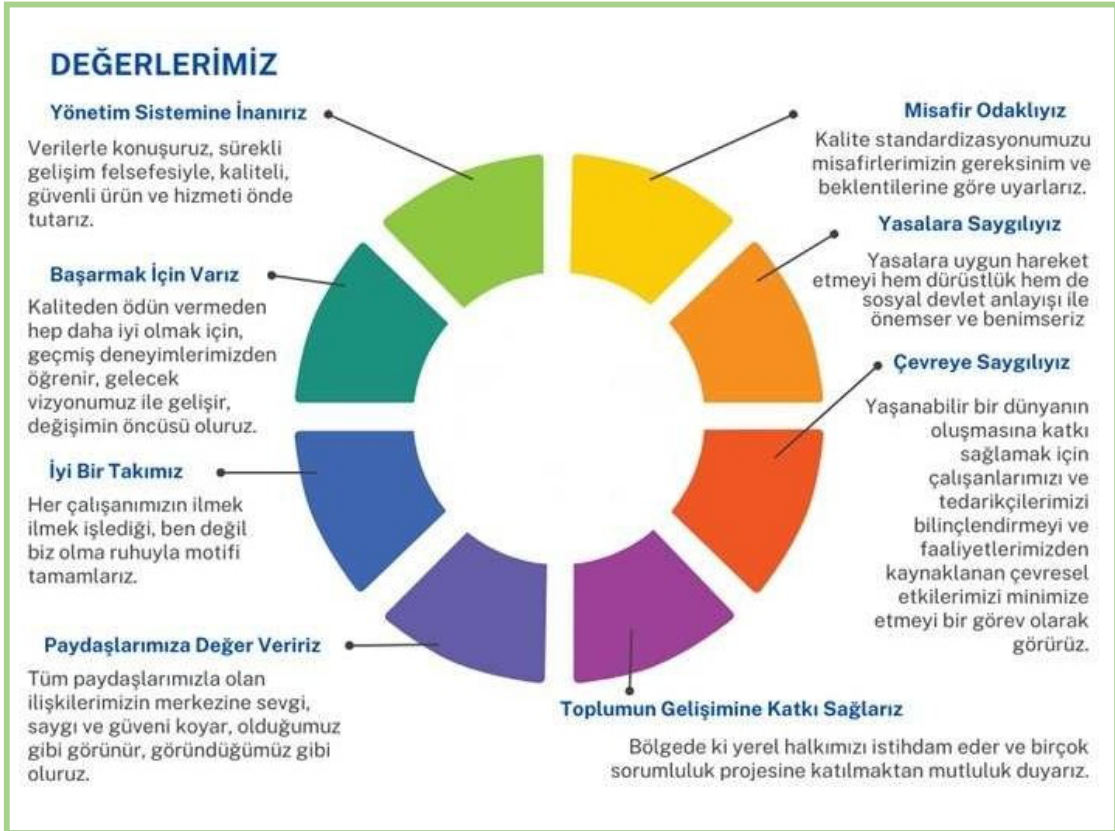 DEĞERLERİMİZ
Yönetim Sistemine İnanırız
Verilerle konuşuruz, sürekli
gelişim felsefesiyle, kaliteli,
güvenli ürün ve hizmeti önde
tutarız.
Başarmak İçin Varız
Kaliteden ödün vermeden
hep daha iyi olmak için,
geçmiş deneyimlerimizden
öğrenir, gelecek
vizyonumuz ile gelişir,
değişimin öncüsü oluruz.
İyi Bir Takımız
Her çalışanımızın ilmek
ilmek işlediği, ben değil
biz olma ruhuyla motifi
tamamlarız.
Paydaşlarımıza Değer Veririz
Tüm paydaşlarımızla olan
ilişkilerimizin merkezine sevgi,
saygı ve güveni koyar, olduğumuz
gibi görünür, göründüğümüz gibi
oluruz.
Misafir Odaklıyız
Kalite standardizasyonumuzu
misafirlerimizin gereksinim ve
beklentilerine göre uyarlarız.
Yasalara Saygılıyız
Yasalara uygun hareket
etmeyi hem dürüstlük hem de
sosyal devlet anlayışı ile
önemser ve benimseriz
Çevreye Saygılıyız
Yaşanabilir bir dünyanın
oluşmasına katkı
sağlamak için
çalışanlarımızı ve
tedarikçilerimizi
bilinçlendirmeyi ve
faaliyetlerimizden
kaynaklanan çevresel
etkilerimizi minimize
etmeyi bir görev olarak
görürüz.
Toplumun Gelişimine Katkı Sağlarız
Bölgede ki yerel halkımızı istihdam eder ve birçok
sorumluluk projesine katılmaktan mutluluk duyarız.